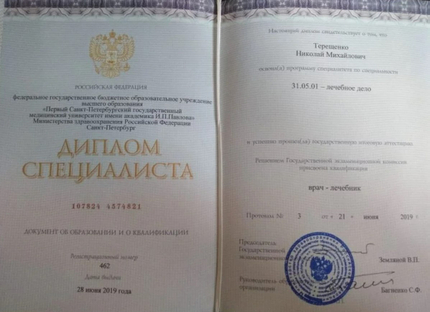 РОССИЙСКАЯ ФЕДЕРАЦИЯ
федеральное государственное бюджетное образовательное учреждение
высшего образования
«Первый Санкт-Петербургский государственный
медицинский университет имени академика И.П.Павлова»
Министерства здравоохранения Российской Федерации
Санкт-Петербург
ДИПЛОМ
СПЕЦИАЛИСТА
107824 4374821
ДОКУМЕНТ ОБ ОБРАЗОВАНИИ И О КВАЛИФИКАЦИИ
Регистрационный номер
462
Дата выдачи
28 июня 2019 года
Настоящий диплом свидетельствует о том, что
Терещенко
Николай Михайлович
освоил(а) программу специалитета по специальности
31.05.01 – лечебное дело
и успешно прошёл(ла) государственную итоговую аттестацию
Решением Государственной экзаменационной комиссии
присвоена квалификация
врач - лечебник
Протокол № 3 от « 21 » июня 2019 г.
Председатель
Государственной
экзаменационной
Земляной В.П.
Руководитель
организации
Багненко С.Ф.